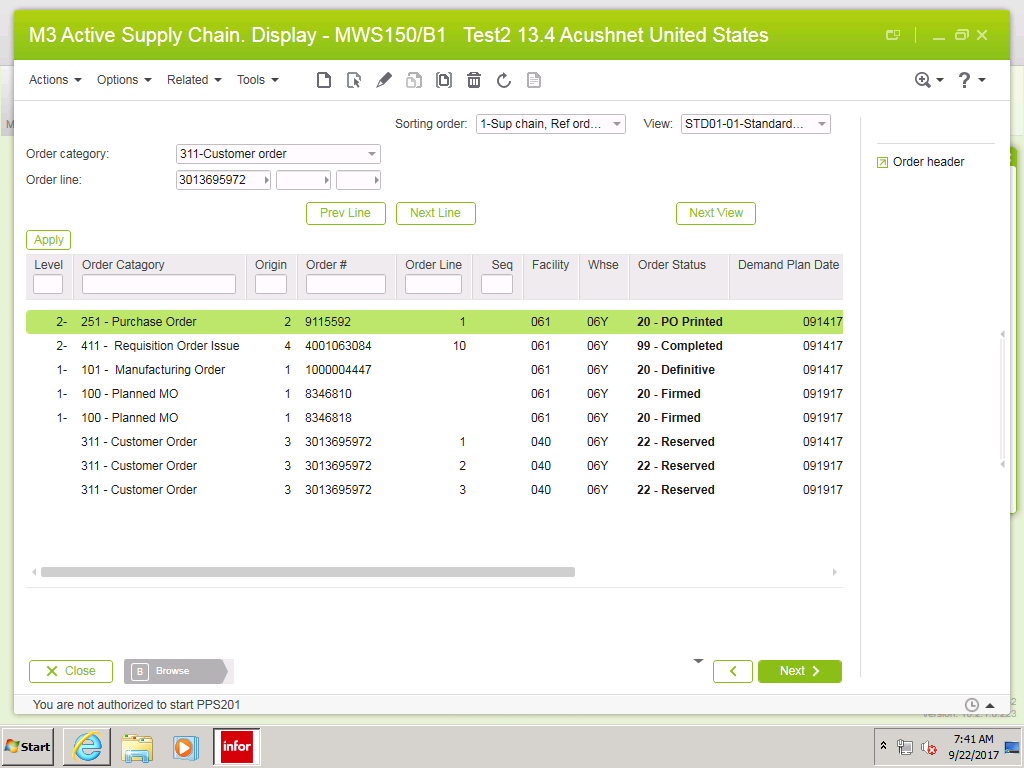 M3 Active Supply Chain. Display - MWS150/B1 Test2 13.4 Acushnet United States
Actions Options Related Tools ?
Sorting order: 1-Sup chain, Ref ord... View: STD01-01-Standard...
Order category: 311-Customer order
Order header
Order line: 3013695972
Prev Line Next Line Next View
Apply
Level Order Catagory Origin Order # Order Line Seq Facility Whse Order Status Demand Plan Date
2- 251 - Purchase Order 2 9115592 1 061 06Y 20 - PO Printed 091417
2- 411 - Requisition Order Issue 4 4001063084 10 061 06Y 99 - Completed 091417
1- 101 - Manufacturing Order 1 1000004447 061 06Y 20 - Definitive 091417
1- 100 - Planned MO 1 8346810 061 06Y 20 - Firmed 091917
1- 100 - Planned MO 1 8346818 061 06Y 20 - Firmed 091917
311 - Customer Order 3 3013695972 1 040 06Y 22 - Reserved 091417
311 - Customer Order 3 3013695972 2 040 06Y 22 - Reserved 091917
311 - Customer Order 3 3013695972 3 040 06Y 22 - Reserved 091917
Close B Browse Next
You are not authorized to start PPS201
Start infor 7:41 AM
9/22/2017